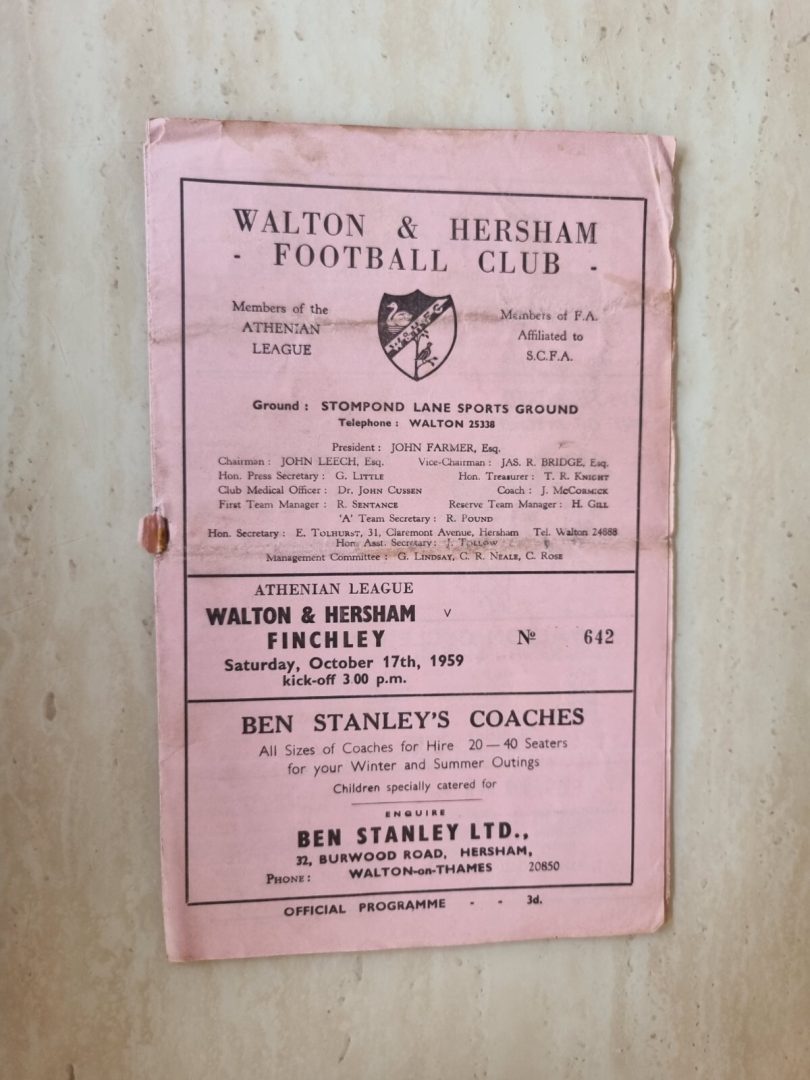 WALTON & HERSHAM
- FOOTBALL CLUB -
Members of the
ATHENIAN
LEAGUE
Members of F.A.
Affiliated to
S.C.F.A.
Ground : STOMPOND LANE SPORTS GROUND
Telephone : WALTON 25338
President : JOHN FARMER, Esq.
Chairman : JOHN LEECH, Esq. Vice-Chairman : JAS. R. BRIDGE, Esq.
Hon. Press Secretary : G. LITTLE Hon. Treasurer : T. R. KNIGHT
Club Medical Officer : Dr. JOHN CUSSEN Coach : J. McCORMICK
First Team Manager : R. SENTANCE Reserve Team Manager : H. GILL
'A' Team Secretary : R. POUND
Hon. Secretary : E. TOLHURST, 31, Claremont Avenue, Hersham Tel. Walton 24888
Hon. Asst. Secretary : J. TOLLOW
Management Committee : G. LINDSAY, C. R. NEALE, C. ROSE
ATHENIAN LEAGUE
WALTON & HERSHAM v
FINCHLEY
Nº 642
Saturday, October 17th, 1959
kick-off 3.00 p.m.
BEN STANLEY'S COACHES
All Sizes of Coaches for Hire 20 — 40 Seaters
for your Winter and Summer Outings
Children specially catered for
ENQUIRE
BEN STANLEY LTD.,
32, BURWOOD ROAD, HERSHAM,
PHONE : WALTON-on-THAMES 20850
OFFICIAL PROGRAMME - - 3d.